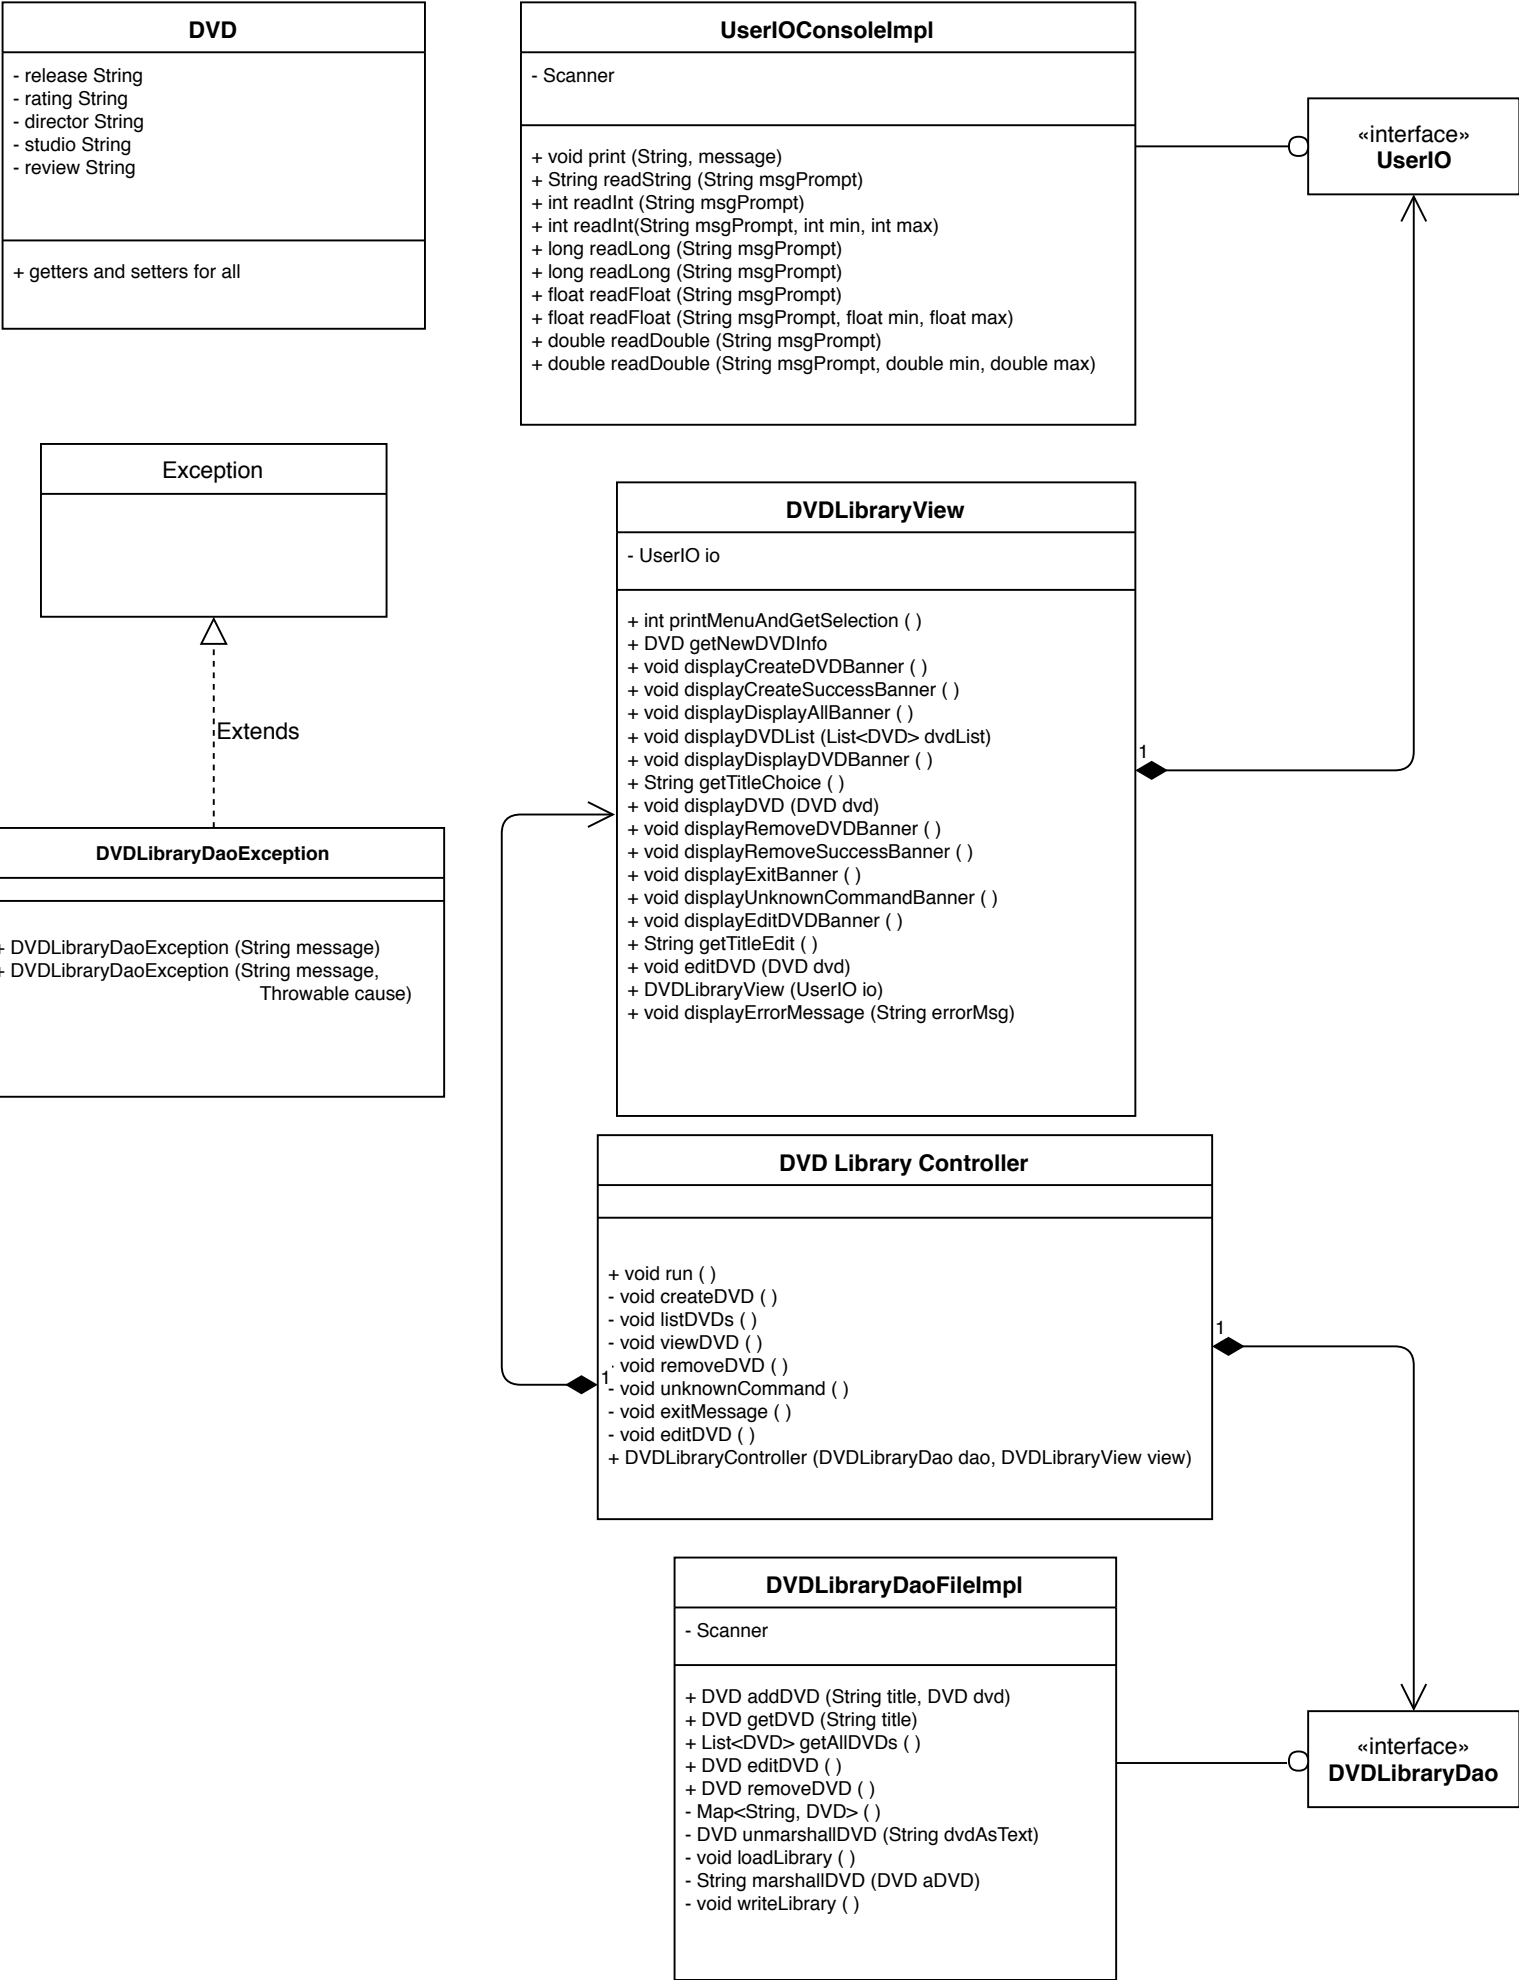 DVD
- release String
- rating String
- director String
- studio String
- review String
+ getters and setters for all
UserIOConsoleImpl
- Scanner
+ void print (String, message)
+ String readString (String msgPrompt)
+ int readInt (String msgPrompt)
+ int readInt(String msgPrompt, int min, int max)
+ long readLong (String msgPrompt)
+ long readLong (String msgPrompt)
+ float readFloat (String msgPrompt)
+ float readFloat (String msgPrompt, float min, float max)
+ double readDouble (String msgPrompt)
+ double readDouble (String msgPrompt, double min, double max)
«interface»
UserIO
Exception
Extends
DVDLibraryDaoException
+ DVDLibraryDaoException (String message)
+ DVDLibraryDaoException (String message,
Throwable cause)
DVDLibraryView
- UserIO io
+ int printMenuAndGetSelection ( )
+ DVD getNewDVDInfo
+ void displayCreateDVDBanner ( )
+ void displayCreateSuccessBanner ( )
+ void displayDisplayAllBanner ( )
+ void displayDVDList (List<DVD> dvdList)
+ void displayDisplayDVDBanner ( )
+ String getTitleChoice ( )
+ void displayDVD (DVD dvd)
+ void displayRemoveDVDBanner ( )
+ void displayRemoveSuccessBanner ( )
+ void displayExitBanner ( )
+ void displayUnknownCommandBanner ( )
+ void displayEditDVDBanner ( )
+ String getTitleEdit ( )
+ void editDVD (DVD dvd)
+ DVDLibraryView (UserIO io)
+ void displayErrorMessage (String errorMsg)
1
DVD Library Controller
+ void run ( )
- void createDVD ( )
- void listDVDs ( )
- void viewDVD ( )
- void removeDVD ( )
- void unknownCommand ( )
- void exitMessage ( )
- void editDVD ( )
+ DVDLibraryController (DVDLibraryDao dao, DVDLibraryView view)
1
1
DVDLibraryDaoFileImpl
- Scanner
+ DVD addDVD (String title, DVD dvd)
+ DVD getDVD (String title)
+ List<DVD> getAllDVDs ( )
+ DVD editDVD ( )
+ DVD removeDVD ( )
- Map<String, DVD> ( )
- DVD unmarshallDVD (String dvdAsText)
- void loadLibrary ( )
- String marshallDVD (DVD aDVD)
- void writeLibrary ( )
«interface»
DVDLibraryDao